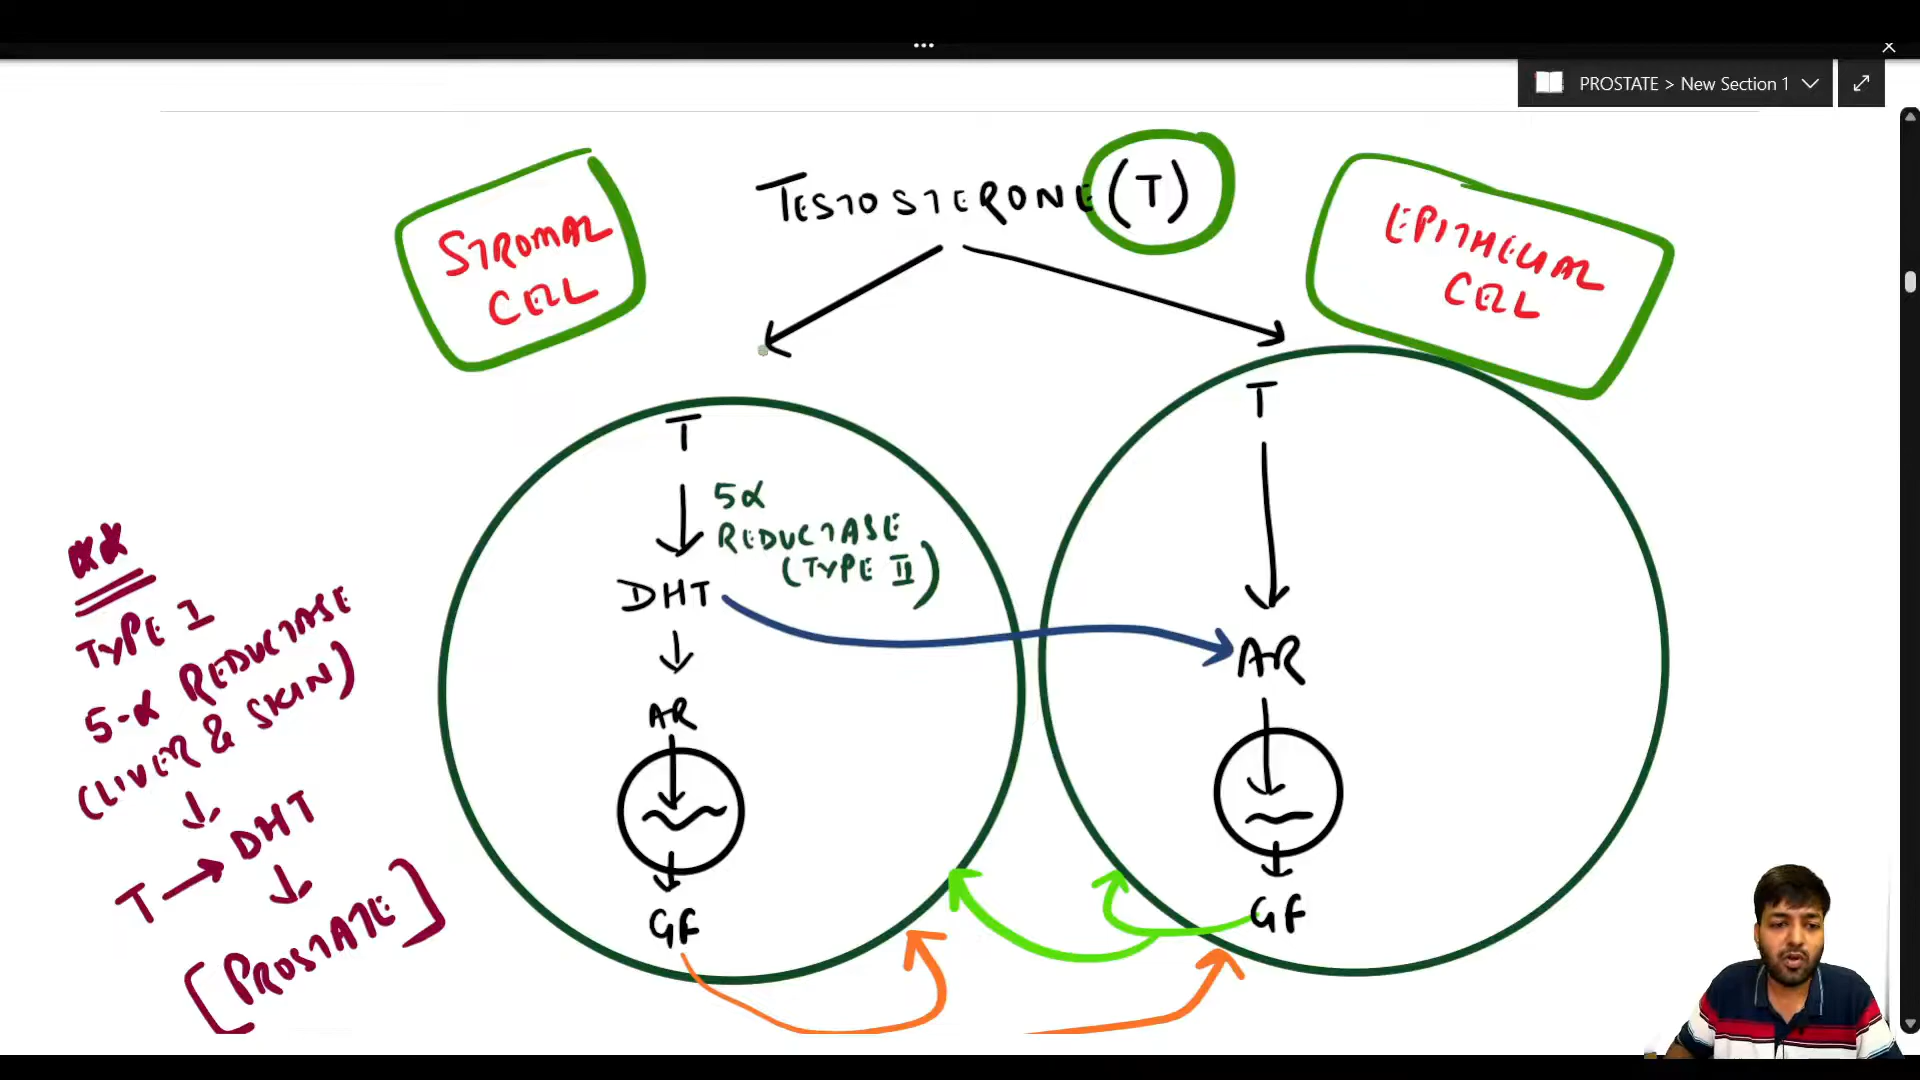 PROSTATE > New Section 1
TESTOSTERONE (T)
STROMAL
CELL
EPITHELIAL
CELL
T
5α
REDUCTASE
(TYPE II)
DHT
AR
GF
T
AR
GF
TYPE I
5-α REDUCTASE
(LIVER & SKIN)
T → DHT
[PROSTATE]